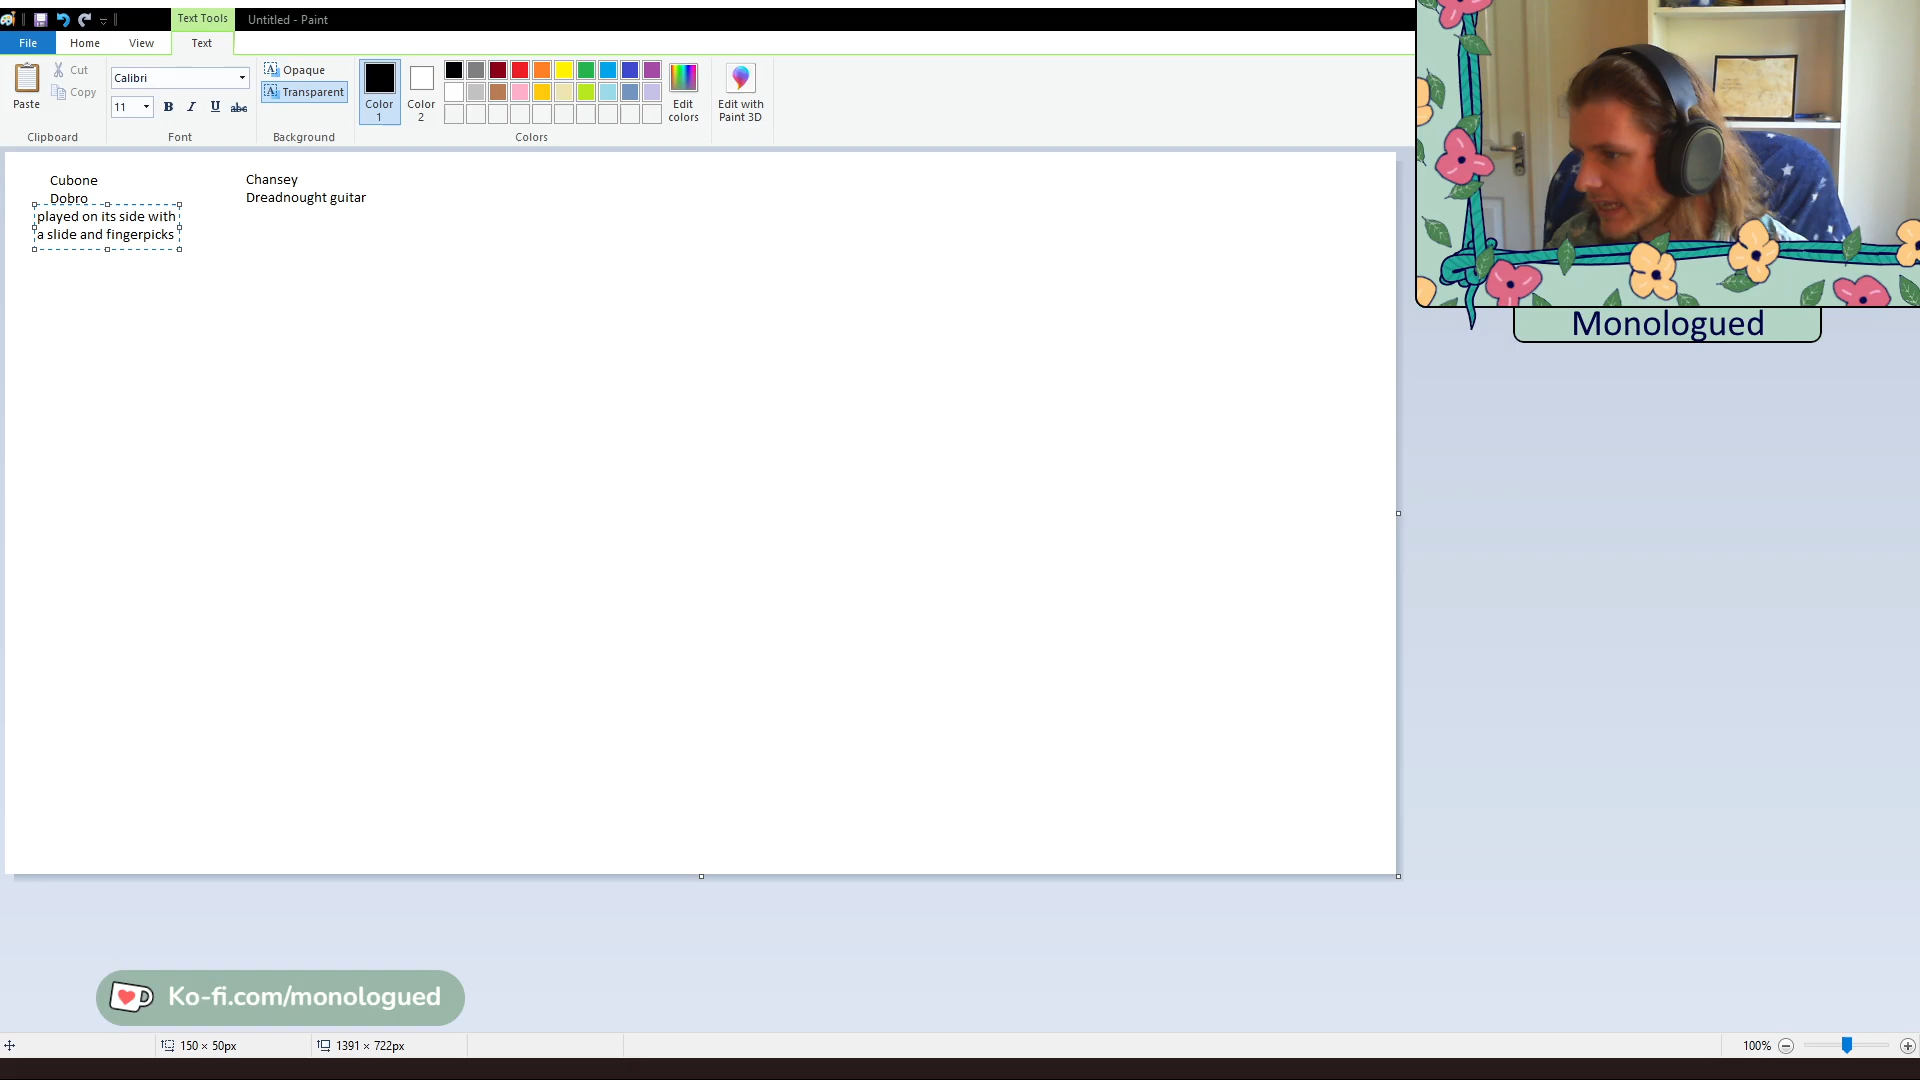 Text Tools
Untitled - Paint
File
Home
View
Text
Paste
Cut
Copy
Clipboard
Calibri
11
B I U abc
Font
Opaque
Transparent
Background
Color 1
Color 2
Edit colors
Colors
Edit with Paint 3D
Cubone
Dobro
played on its side with
a slide and fingerpicks
Chansey
Dreadnought guitar
Monologued
Ko-fi.com/monologued
150 × 50px
1391 × 722px
100%